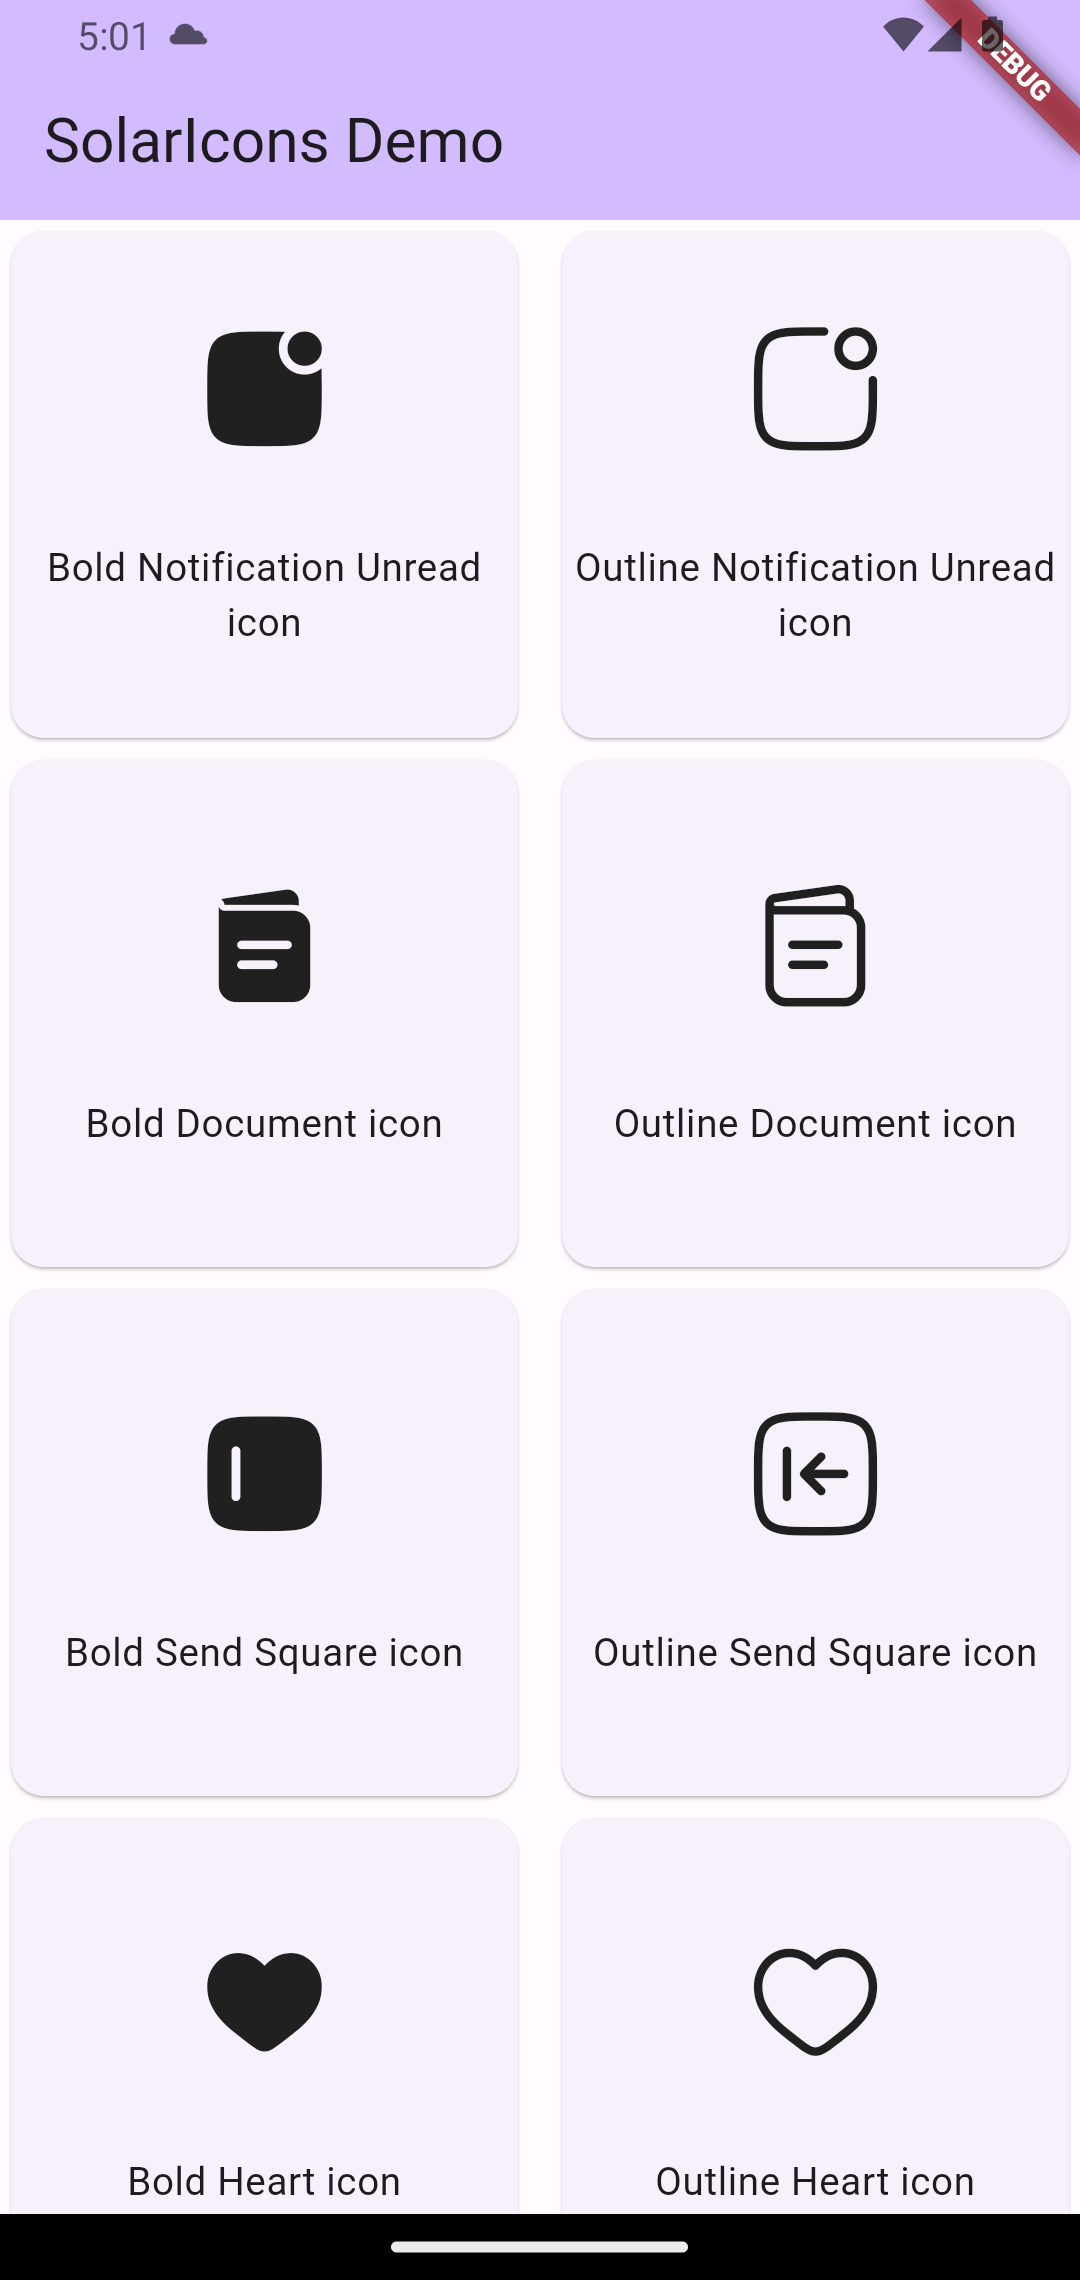 5:01
DEBUG
SolarIcons Demo
Bold Notification Unread
icon
Outline Notification Unread
icon
Bold Document icon
Outline Document icon
Bold Send Square icon
Outline Send Square icon
Bold Heart icon
Outline Heart icon